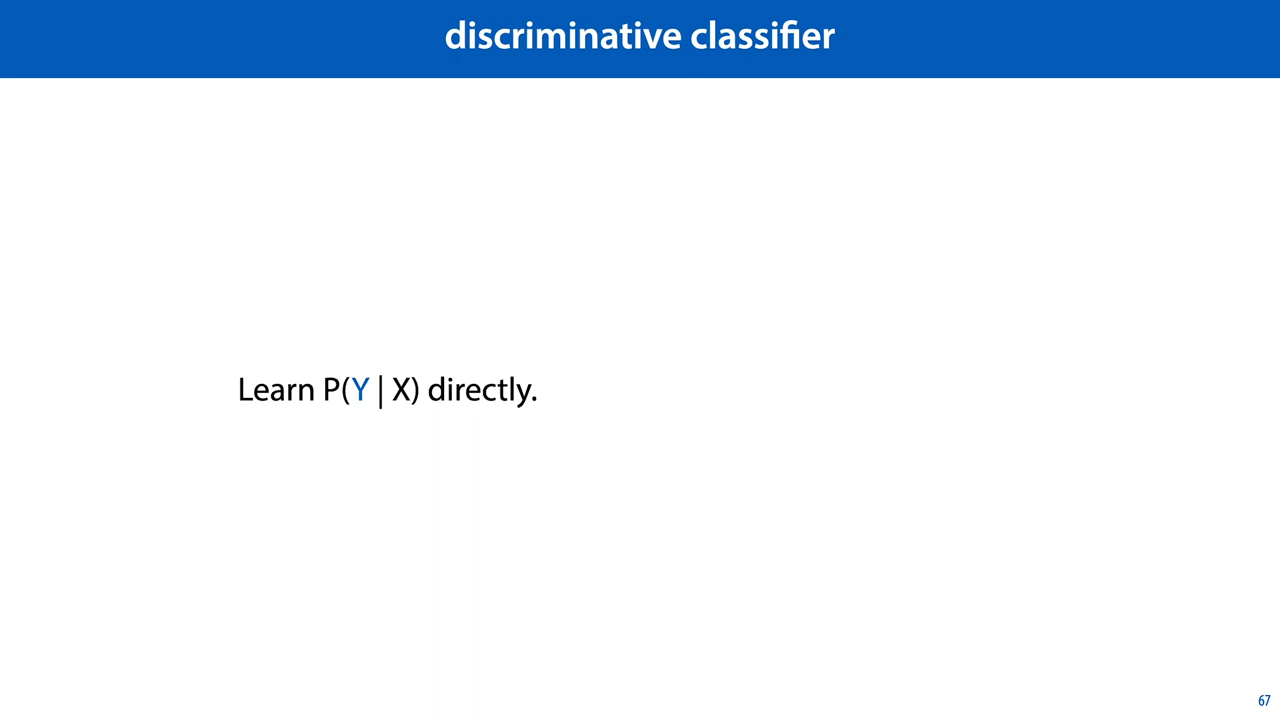 discriminative classifier
Learn P(Y | X) directly.
67